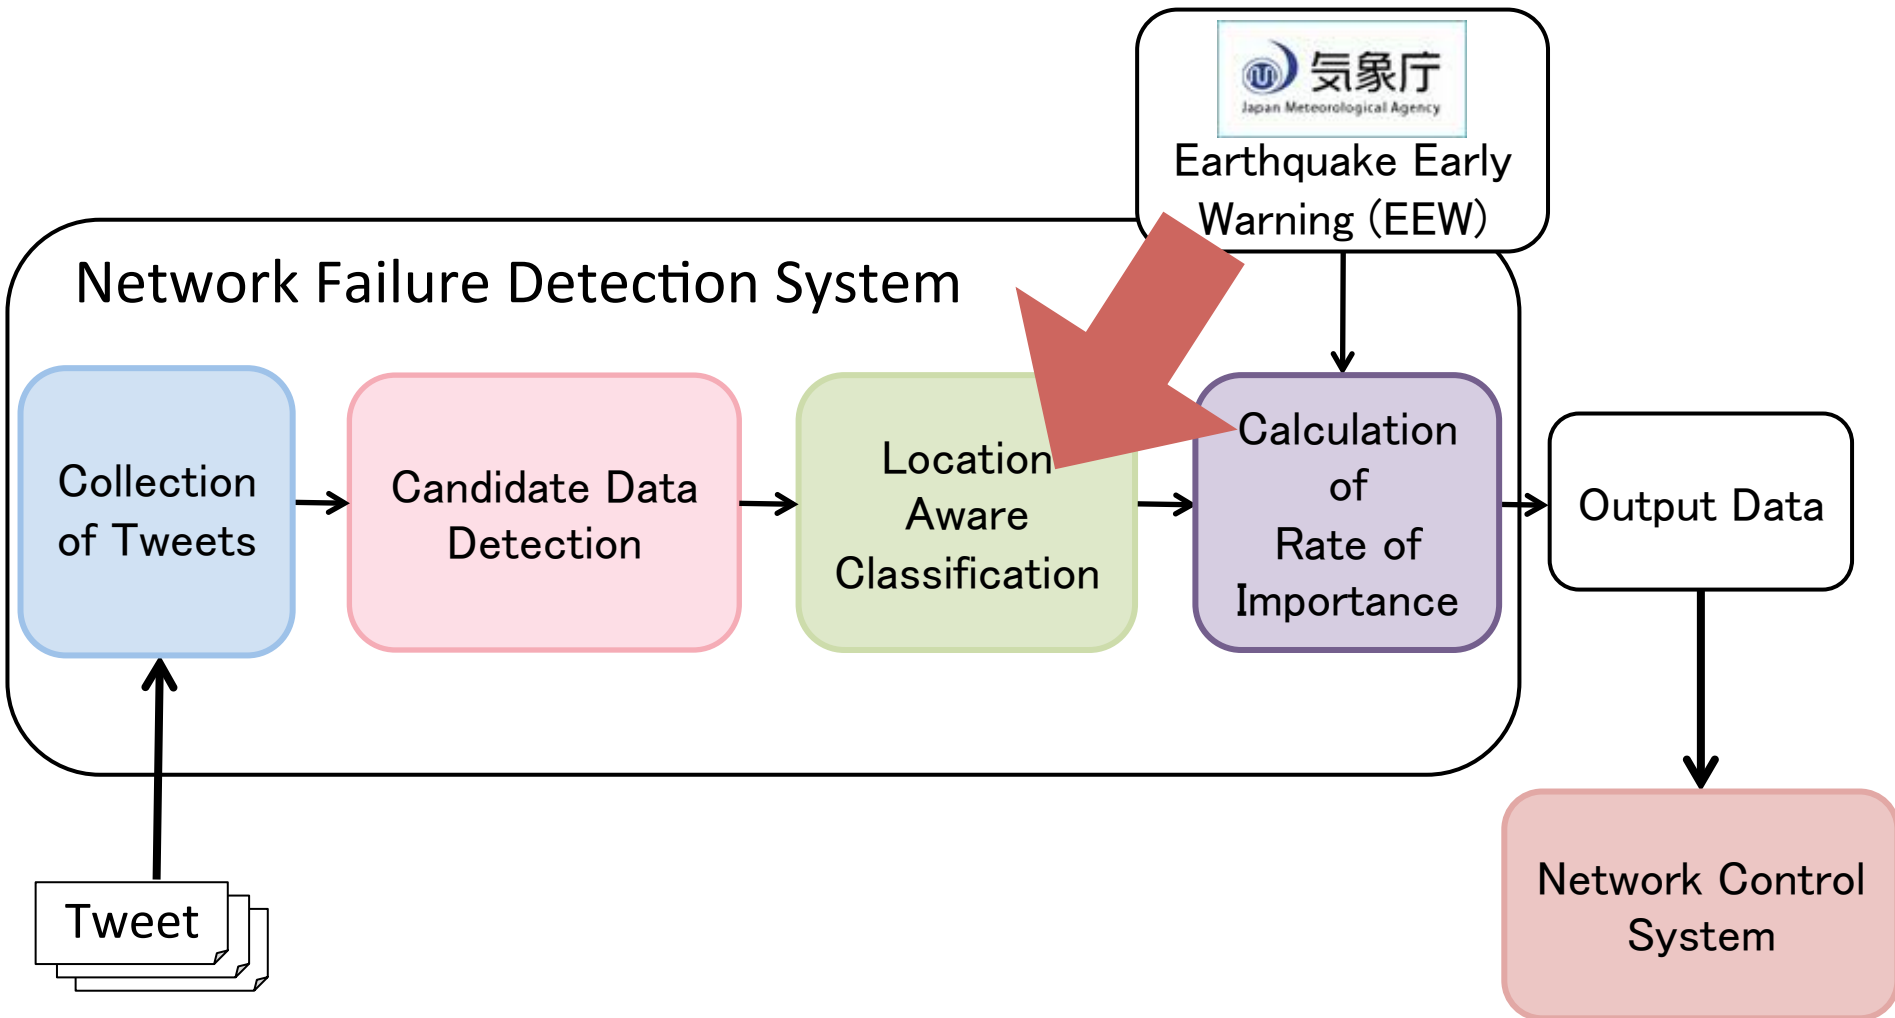 気象庁
Japan Meteorological Agency
Earthquake Early
Warning (EEW)
Network Failure Detection System
Collection
of Tweets
Candidate Data
Detection
Location
Aware
Classification
Calculation
of
Rate of
Importance
Output Data
Tweet
Network Control
System